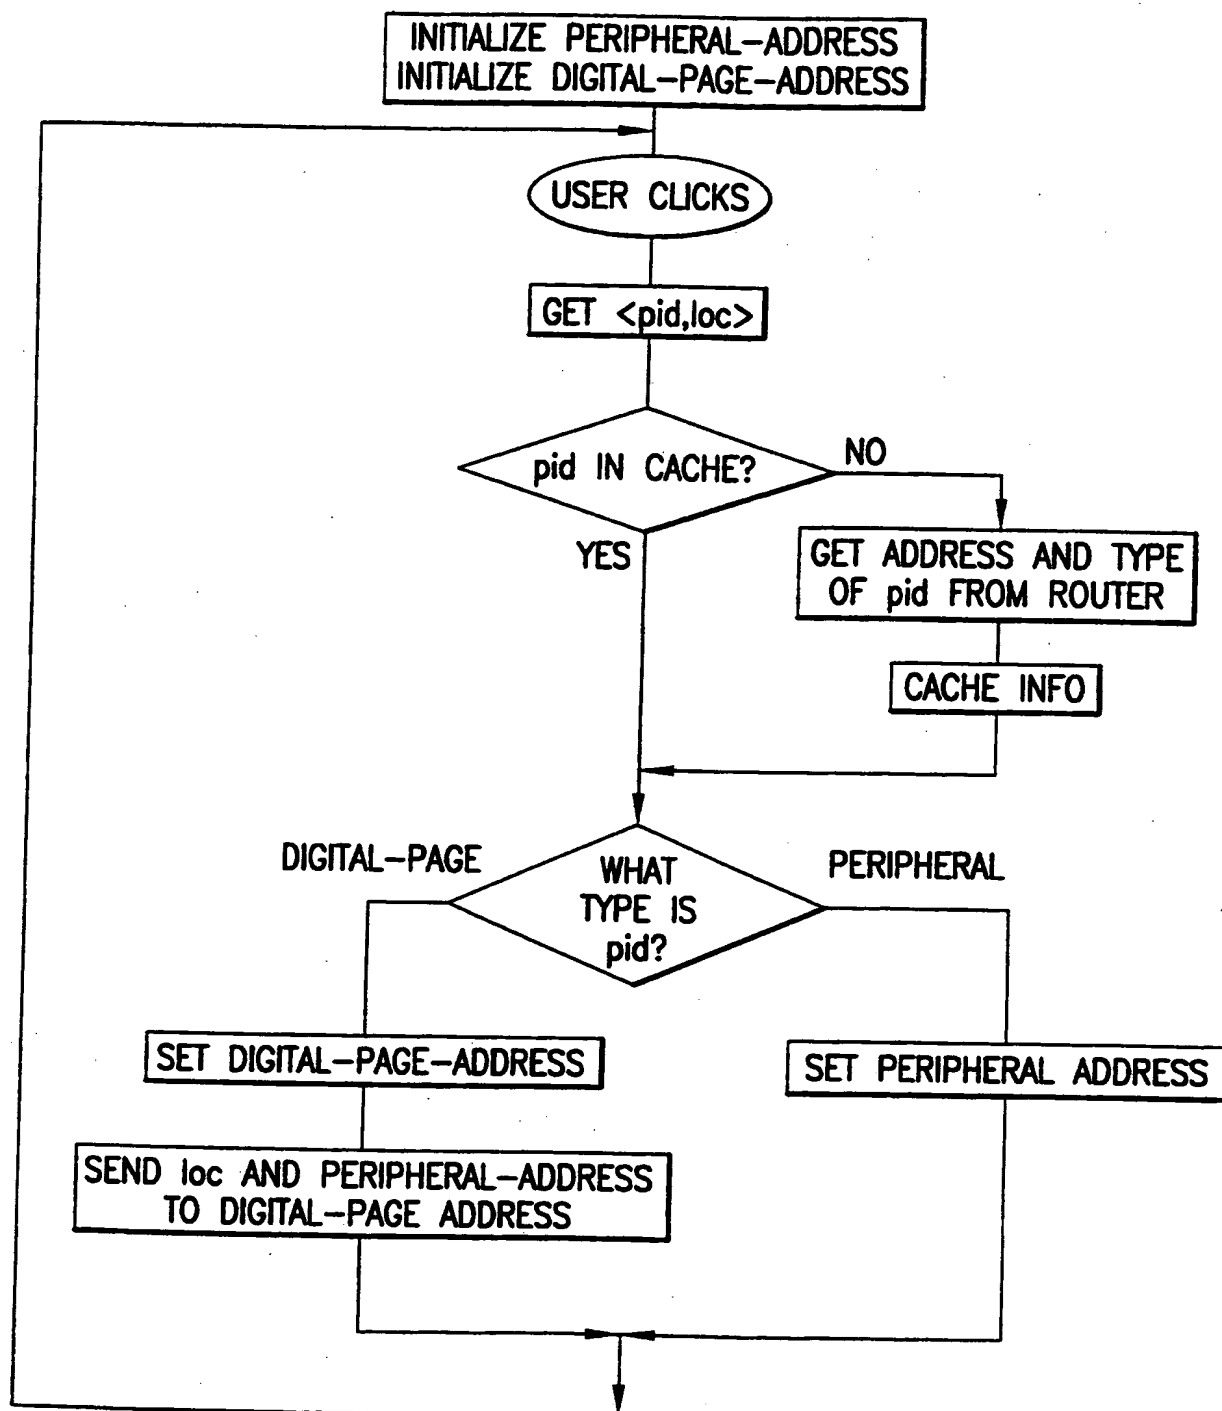 INITIALIZE PERIPHERAL-ADDRESS
INITIALIZE DIGITAL-PAGE-ADDRESS
USER CLICKS
GET <pid,loc>
pid IN CACHE?
NO
YES
GET ADDRESS AND TYPE
OF pid FROM ROUTER
CACHE INFO
DIGITAL-PAGE
WHAT
TYPE IS
pid?
PERIPHERAL
SET DIGITAL-PAGE-ADDRESS
SET PERIPHERAL ADDRESS
SEND loc AND PERIPHERAL-ADDRESS
TO DIGITAL-PAGE ADDRESS